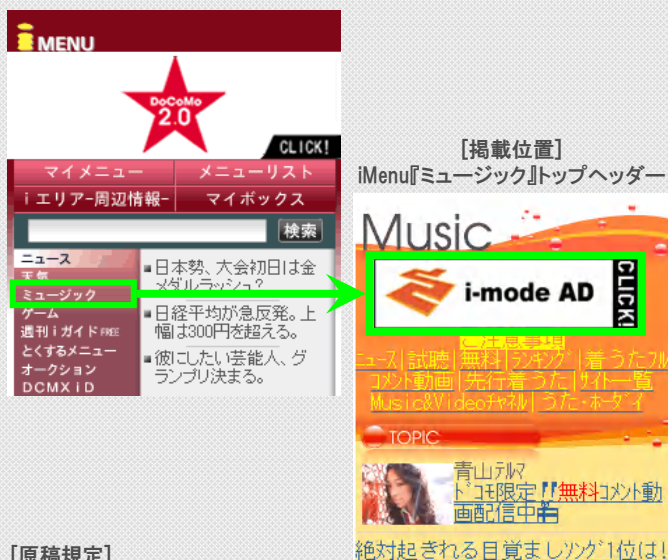 i MENU
DoCoMo
2.0
CLICK!
マイメニュー
メニューリスト
iエリア-周辺情報-
マイボックス
検索
ニュース
天気
ミュージック
ゲーム
週刊iガイド FREE
とくするメニュー
オークション
DCMX iD
■日本勢、大会初日は金
メダルラッシュ?
■日経平均が急反発。上
幅は300円を超える。
■彼にしたい芸能人、グ
ランプリ決まる。
[掲載位置]
iMenu『ミュージック』トップヘッダー
Music
i-mode AD
CLICK!
ご注意事項
ニュース|試聴|無料|ランキング|着うたフル
コメント動画|先行着うた|サイト一覧
Music&Videoチャネル|うた・ホーダイ
TOPIC
青山テルマ
ドコモ限定!!無料コメント動
画配信中
絶対起きれる目覚ましソング1位は
[原稿規定]